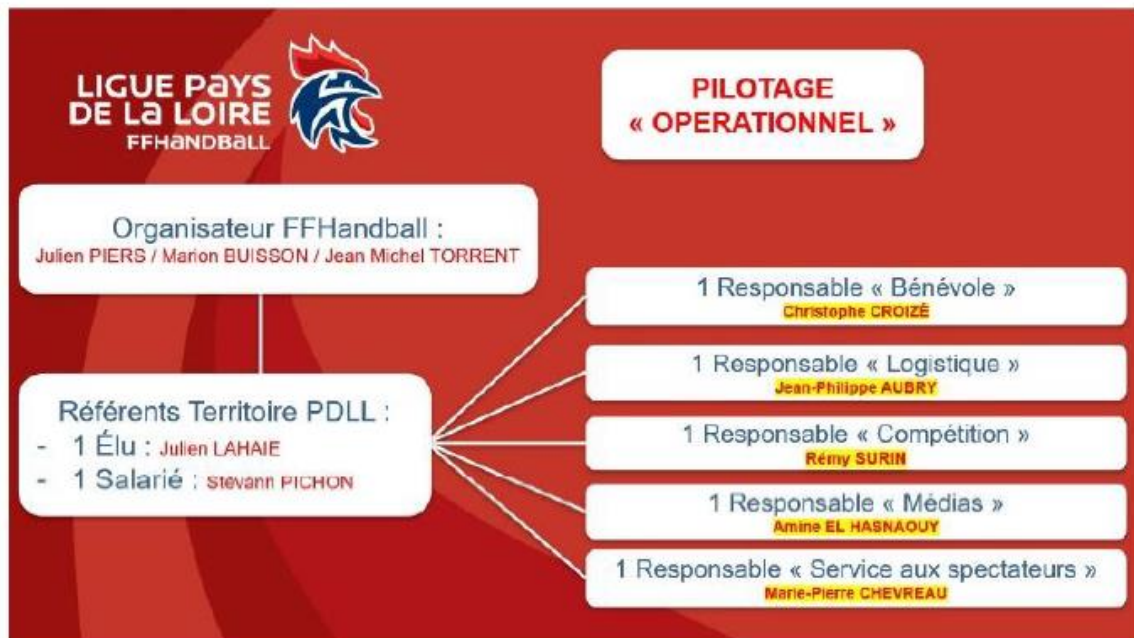 LIGUE PaYS
DE La LOIRE
FFHaNDBaLL
PILOTAGE
« OPERATIONNEL »
Organisateur FFHandball :
Julien PIERS / Marion BUISSON / Jean Michel TORRENT
Référents Territoire PDLL :
- 1 Élu : Julien LAHAIE
- 1 Salarié : Stévann PICHON
1 Responsable « Bénévole »
Christophe CROIZÉ
1 Responsable « Logistique »
Jean-Philippe AUBRY
1 Responsable « Compétition »
Rémy SURIN
1 Responsable « Médias »
Amine EL HASNAOUY
1 Responsable « Service aux spectateurs »
Marie-Pierre CHEVREAU